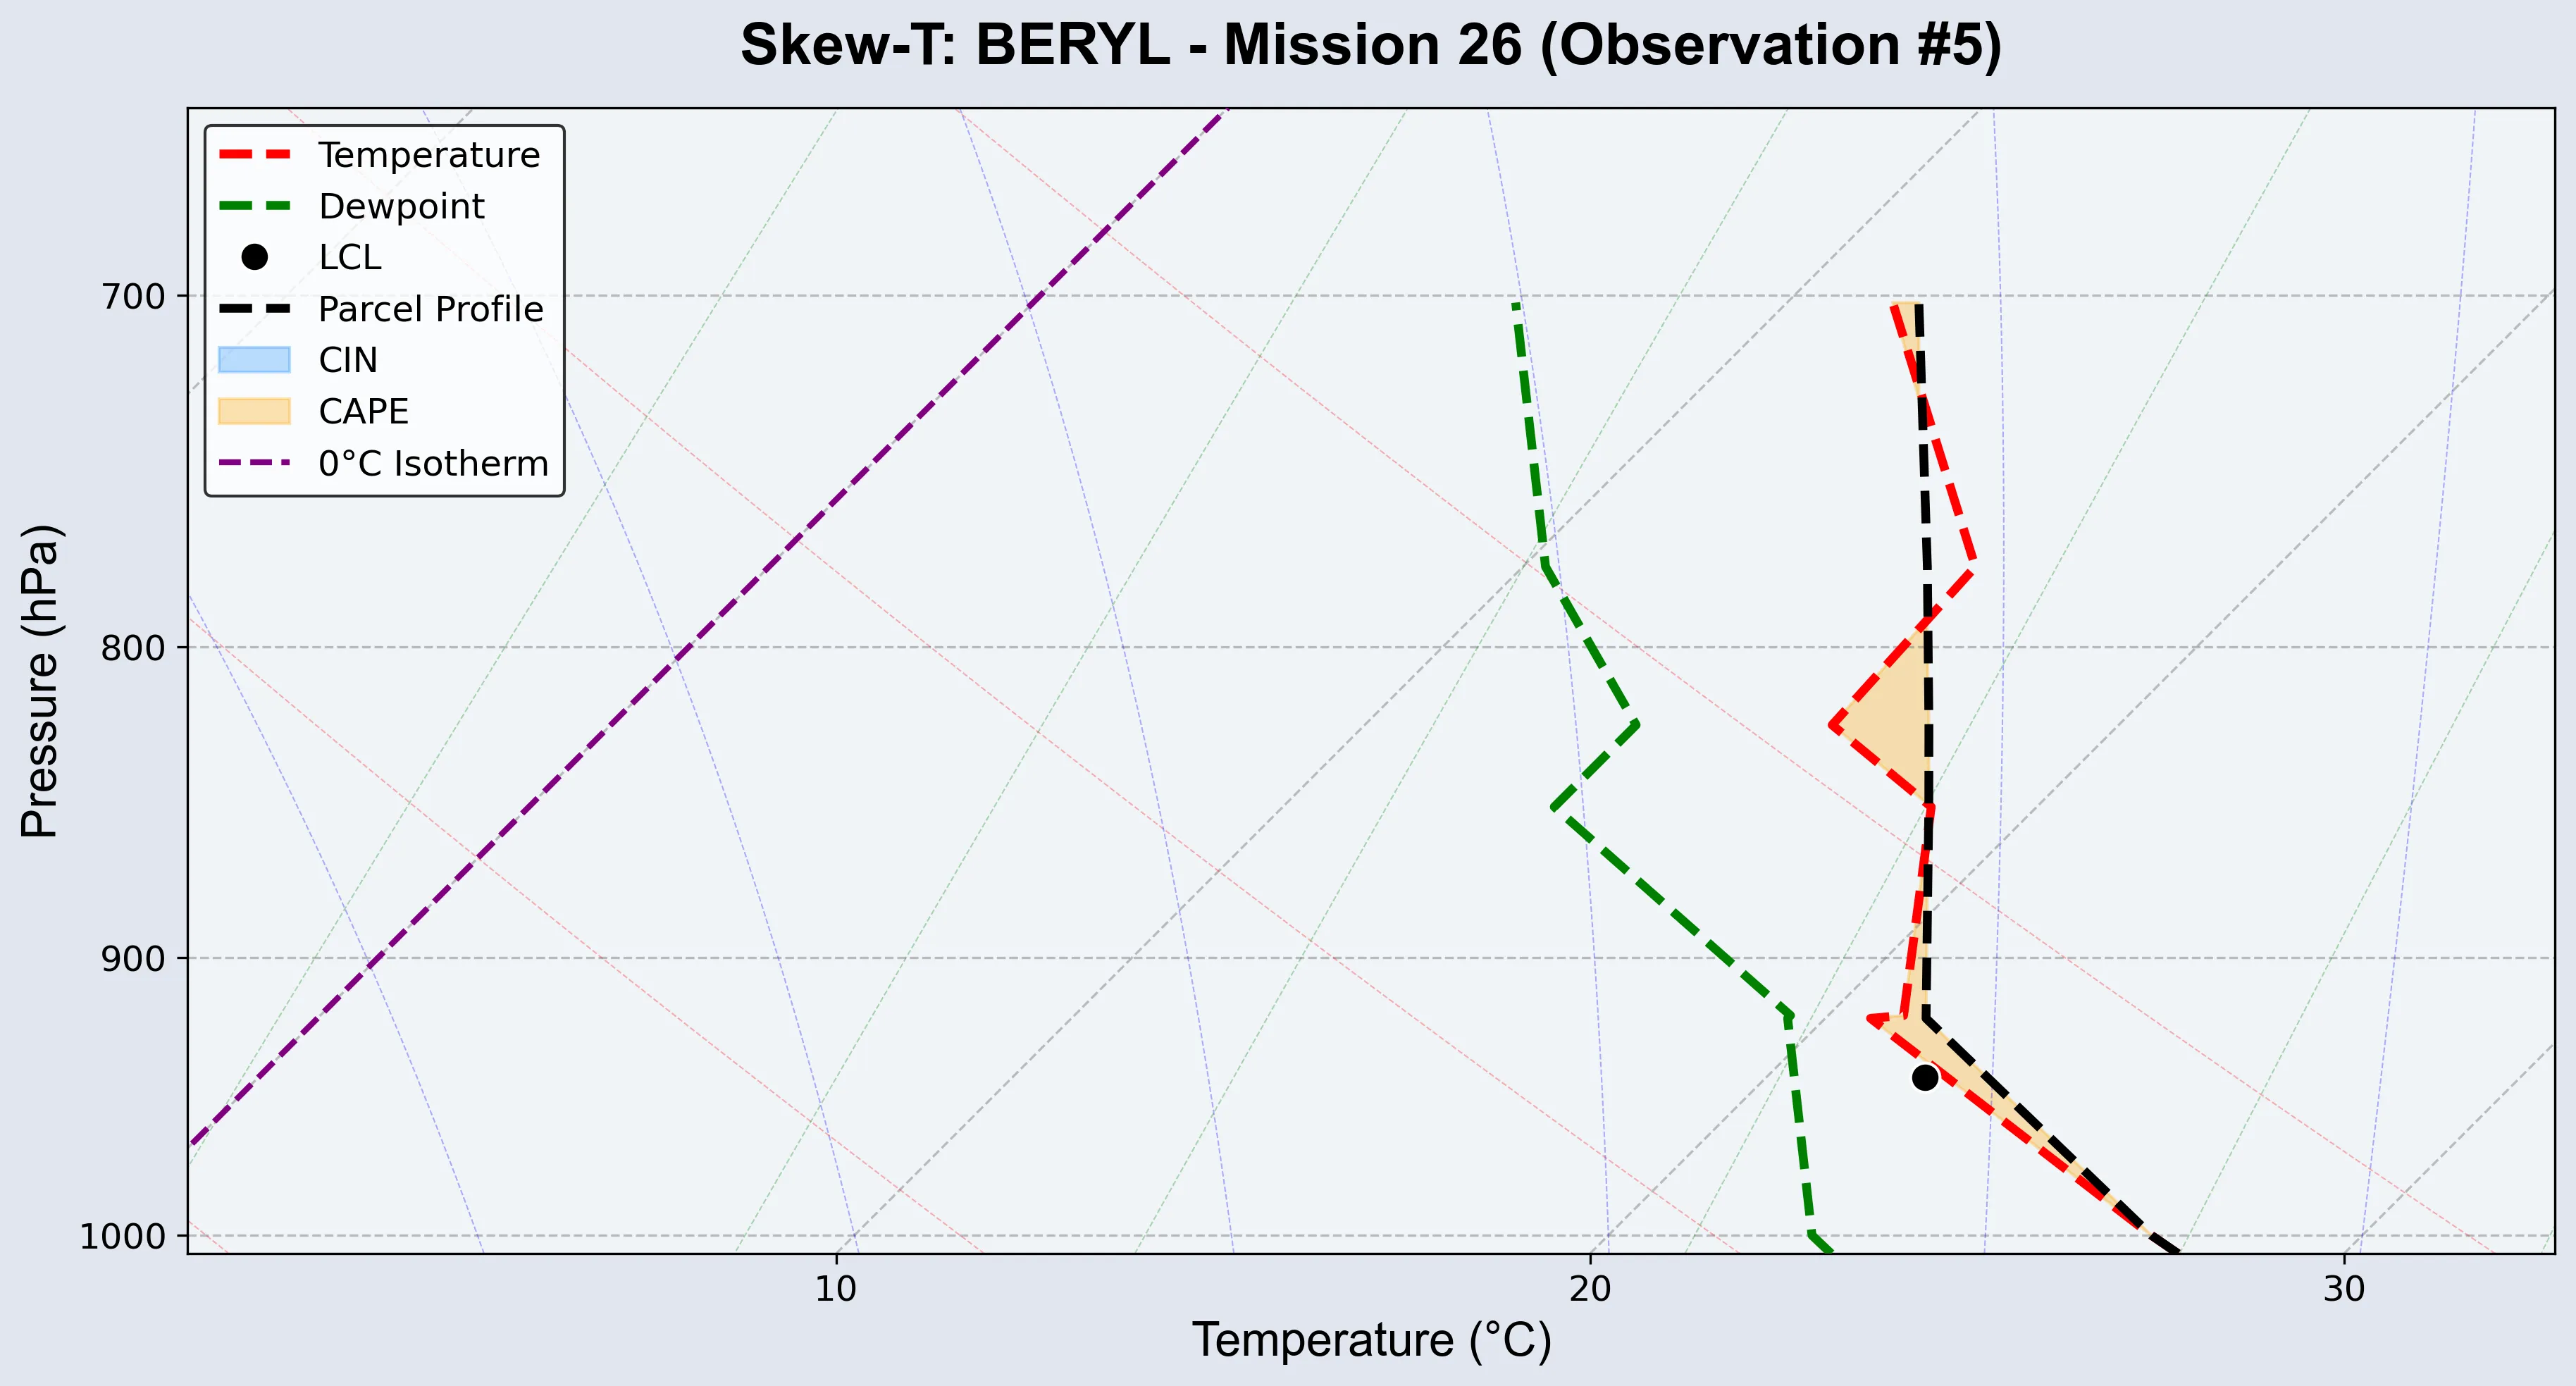 Skew-T: BERYL - Mission 26 (Observation #5)
Temperature
Dewpoint
LCL
Parcel Profile
CIN
CAPE
0°C Isotherm
Pressure (hPa)
700
800
900
1000
10
20
30
Temperature (°C)